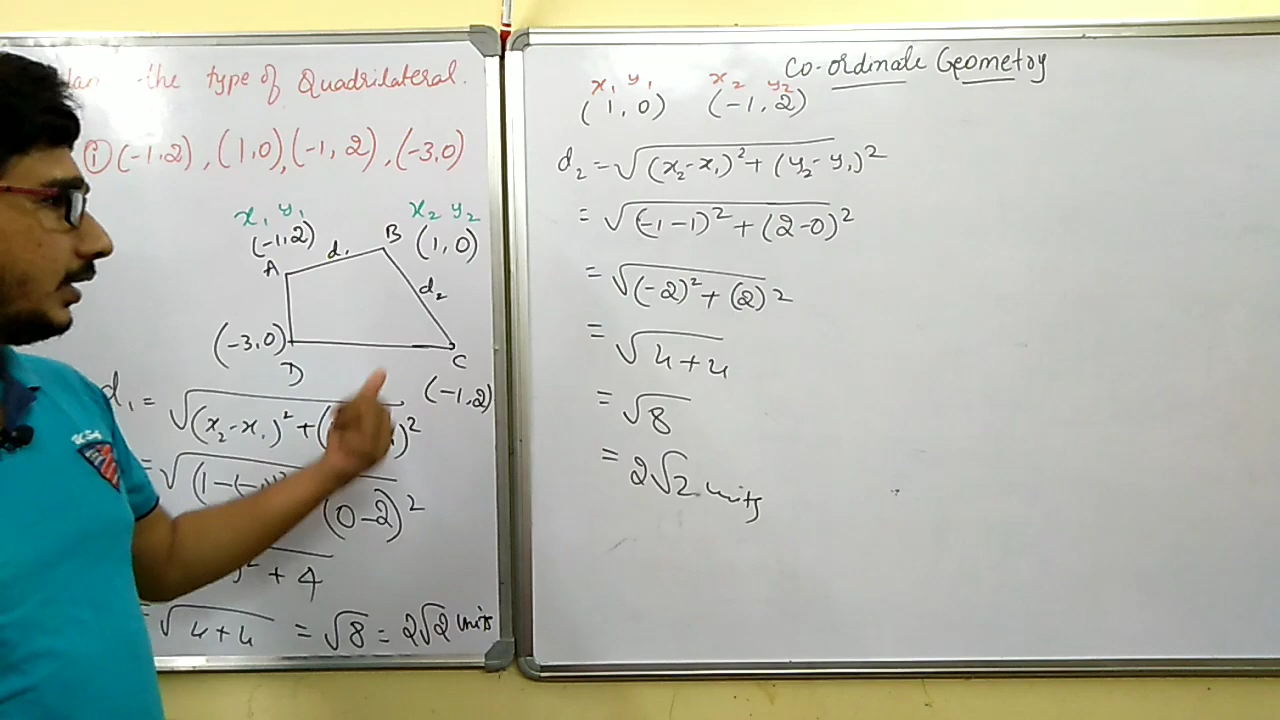 the type of Quadrilateral.
① (-1,2), (1,0), (-1, 2), (-3,0)
x₁ y₁ x₂ y₂
(-1,2) B (1, 0)
A d₁
d₂
(-3,0)
D C
(-1,2)
d₁ = √(x₂-x₁)² + ( )²
= √(1-(-1)) (0-2)²
² + 4
= √4+4 = √8 = 2√2 units
Co-ordinate Geometry
x₁ y₁ x₂ y₂
(1, 0) (-1, 2)
d₂ = √(x₂-x₁)² + (y₂-y₁)²
= √(-1-1)² + (2-0)²
= √(-2)² + (2)²
= √4+4
= √8
= 2√2 units